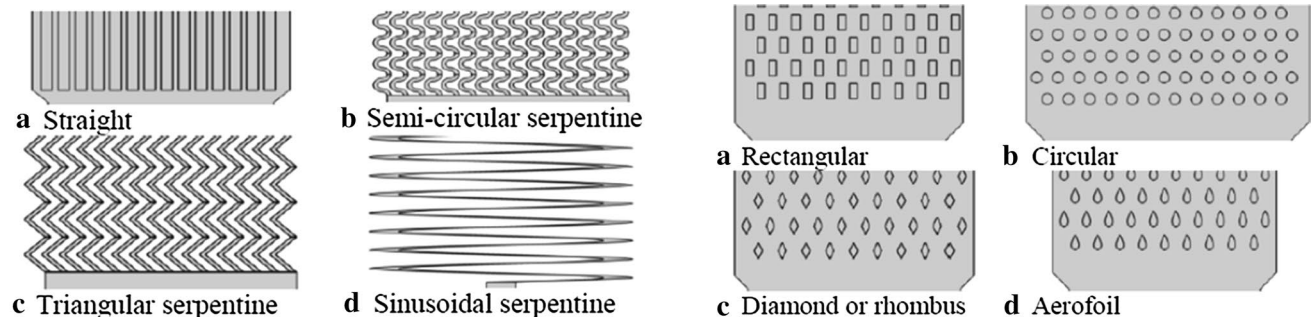 a Straight
b Semi-circular serpentine
c Triangular serpentine
d Sinusoidal serpentine
a Rectangular
b Circular
c Diamond or rhombus
d Aerofoil